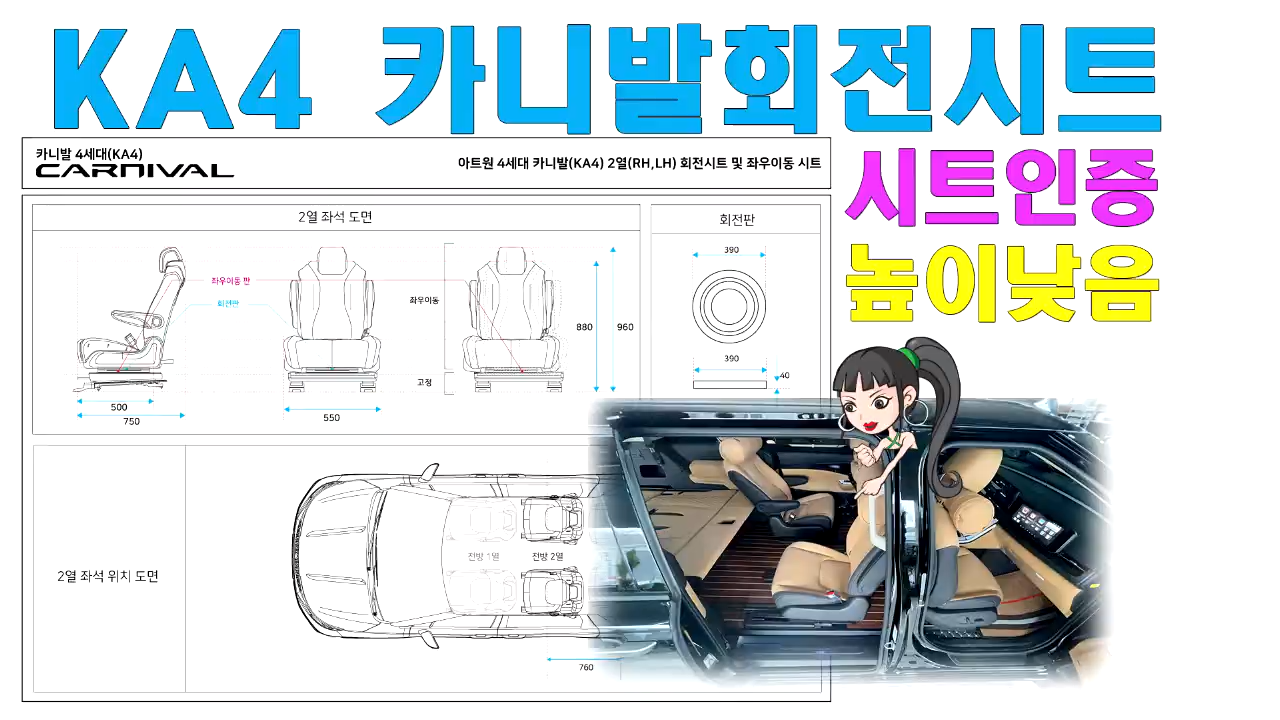 KA4 카니발회전시트
시트인증
높이낮음
카니발 4세대(KA4)
CARNIVAL
아트원 4세대 카니발(KA4) 2열(RH,LH) 회전시트 및 좌우이동 시트
2열 좌석 도면
회전판
좌우이동 판
회전판
좌우이동
고정
500
750
550
880
960
390
390
40
2열 좌석 위치 도면
전방 1열
전방 2열
760